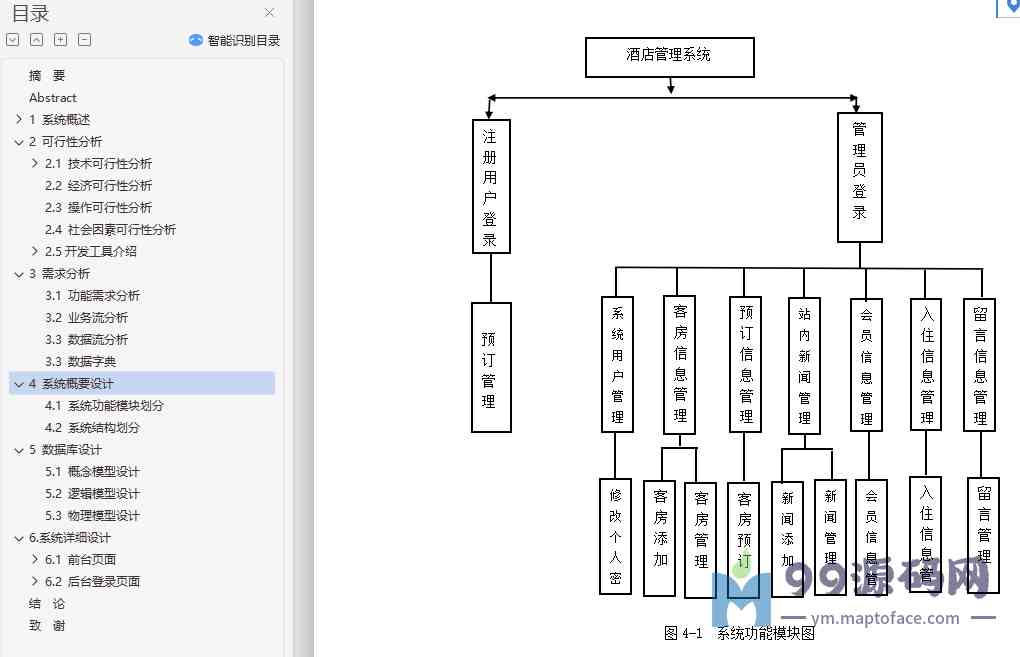 目录
智能识别目录
摘 要
Abstract
1 系统概述
2 可行性分析
2.1 技术可行性分析
2.2 经济可行性分析
2.3 操作可行性分析
2.4 社会因素可行性分析
2.5 开发工具介绍
3 需求分析
3.1 功能需求分析
3.2 业务流分析
3.3 数据流分析
3.3 数据字典
4 系统概要设计
4.1 系统功能模块划分
4.2 系统结构划分
5 数据库设计
5.1 概念模型设计
5.2 逻辑模型设计
5.3 物理模型设计
6.系统详细设计
6.1 前台页面
6.2 后台登录页面
结 论
致 谢
酒店管理系统
注册用户登录
管理员登录
预订管理
系统用户管理
客房信息管理
预订信息管理
站内新闻管理
会员信息管理
入住信息管理
留言信息管理
修改个人密
客房添加
客房管理
客房预订
新闻添加
新闻管理
会员信息管
入住信息管
留言管理
99源码网
ym.maptoface.com
图 4-1 系统功能模块图